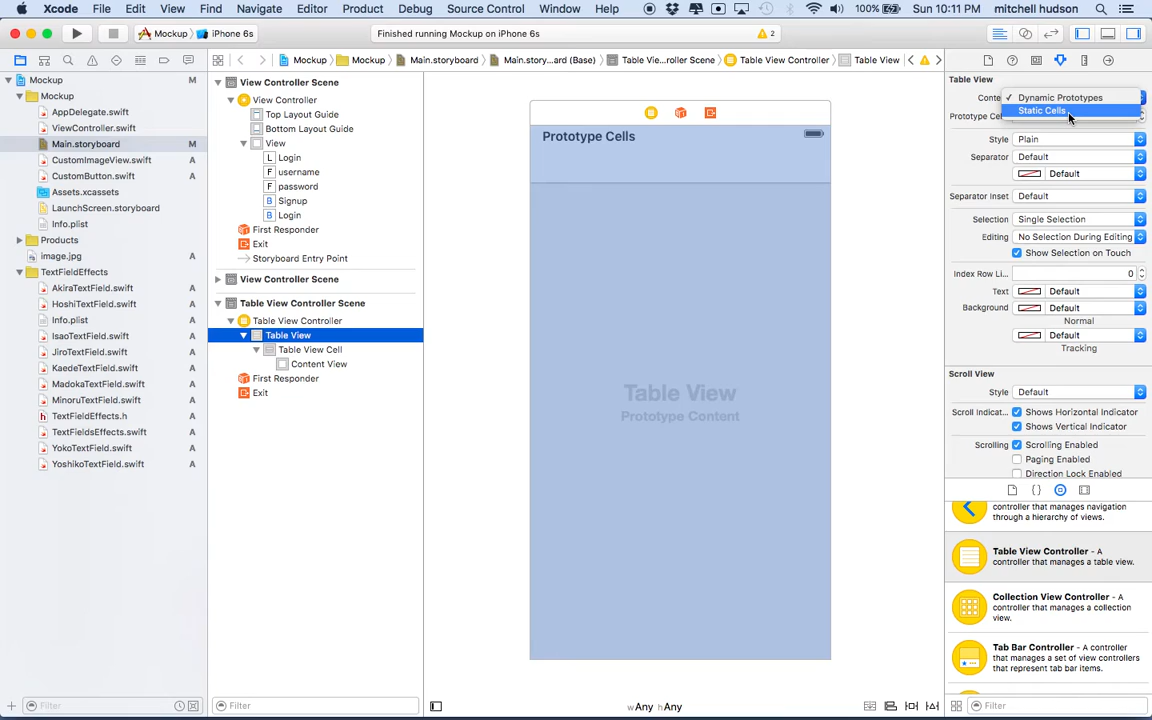 Xcode File Edit View Find Navigate Editor Product Debug Source Control Window Help 100% Sun 10:11 PM mitchell hudson
Mockup iPhone 6s Finished running Mockup on iPhone 6s 2
Mockup Mockup Main.storyboard Main.story...ard (Base) Table Vie...roller Scene Table View Controller Table View
Mockup
Mockup
AppDelegate.swift
ViewController.swift
Main.storyboard M
CustomImageView.swift A
CustomButton.swift A
Assets.xcassets
LaunchScreen.storyboard
Info.plist
Products
image.jpg A
TextFieldEffects
AkiraTextField.swift A
HoshiTextField.swift A
Info.plist A
IsaoTextField.swift A
JiroTextField.swift A
KaedeTextField.swift A
MadokaTextField.swift A
MinoruTextField.swift A
TextFieldEffects.h A
TextFieldsEffects.swift A
YokoTextField.swift A
YoshikoTextField.swift A
Filter
View Controller Scene
View Controller
Top Layout Guide
Bottom Layout Guide
View
L Login
F username
F password
B Signup
B Login
First Responder
Exit
Storyboard Entry Point
View Controller Scene
Table View Controller Scene
Table View Controller
Table View
Table View Cell
Content View
First Responder
Exit
Filter
Prototype Cells
Table View
Prototype Content
wAny hAny
Table View
Conte
Dynamic Prototypes
Static Cells
Prototype Cel
Style Plain
Separator Default
Default
Separator Inset Default
Selection Single Selection
Editing No Selection During Editing
Show Selection on Touch
Index Row Li... 0
Text Default
Background Default
Normal
Default
Tracking
Scroll View
Style Default
Scroll Indicat... Shows Horizontal Indicator
Shows Vertical Indicator
Scrolling Scrolling Enabled
Paging Enabled
Direction Lock Enabled
controller that manages navigation
through a hierarchy of views.
Table View Controller - A
controller that manages a table view.
Collection View Controller - A
controller that manages a collection
view.
Tab Bar Controller - A controller
that manages a set of view controllers
that represent tab bar items.
Filter